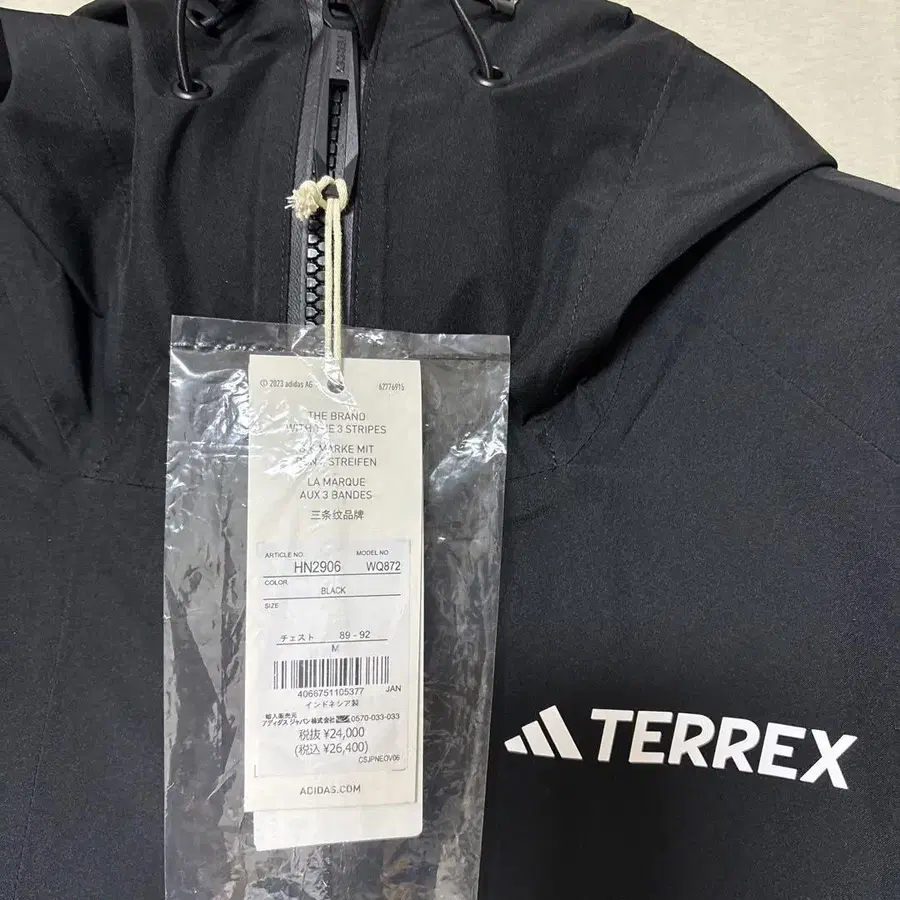 © 2023 adidas AG 62776915
THE BRAND
WITH THE 3 STRIPES
DIE MARKE MIT
DEN 3 STREIFEN
LA MARQUE
AUX 3 BANDES
三条纹品牌
ARTICLE NO. MODEL NO
HN2906 WQ872
COLOR
BLACK
SIZE
チェスト 89 - 92
M
4066751105377 JAN
インドネシア製
輸入販売元
アディダス ジャパン株式会社 0570-033-033
税抜 ¥24,000
(税込 ¥26,400)
CSJPNEOV06
ADIDAS.COM
TERREX